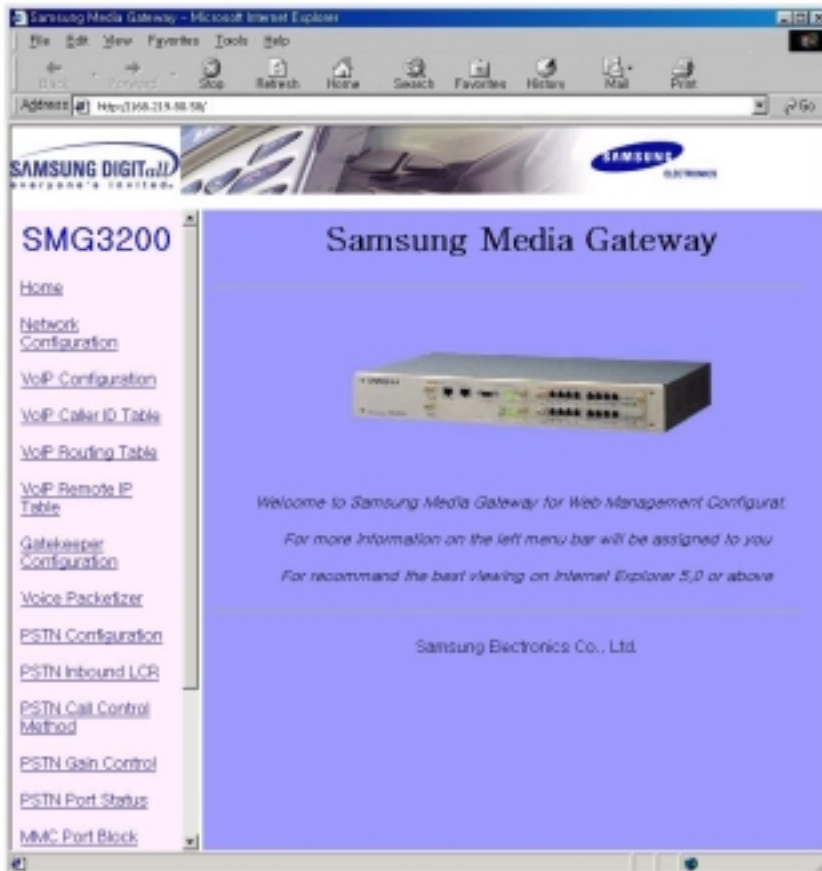 Samsung Media Gateway - Microsoft Internet Explorer
File Edit View Favorites Tools Help
Back Forward Stop Refresh Home Search Favorites History Mail Print
Address Go
SAMSUNG DIGITall
everyone's invited.
SAMSUNG
ELECTRONICS
SMG3200
Home
Network
Configuration
VoIP Configuration
VoIP Caller ID Table
VoIP Routing Table
VoIP Remote IP
Table
Gatekeeper
Configuration
Voice Packetizer
PSTN Configuration
PSTN Inbound LCR
PSTN Call Control
Method
PSTN Gain Control
PSTN Port Status
MMC Port Block
Samsung Media Gateway
Welcome to Samsung Media Gateway for Web Management Configurat
For more information on the left menu bar will be assigned to you
For recommand the best viewing on Internet Explorer 5,0 or above
Samsung Electronics Co., Ltd.